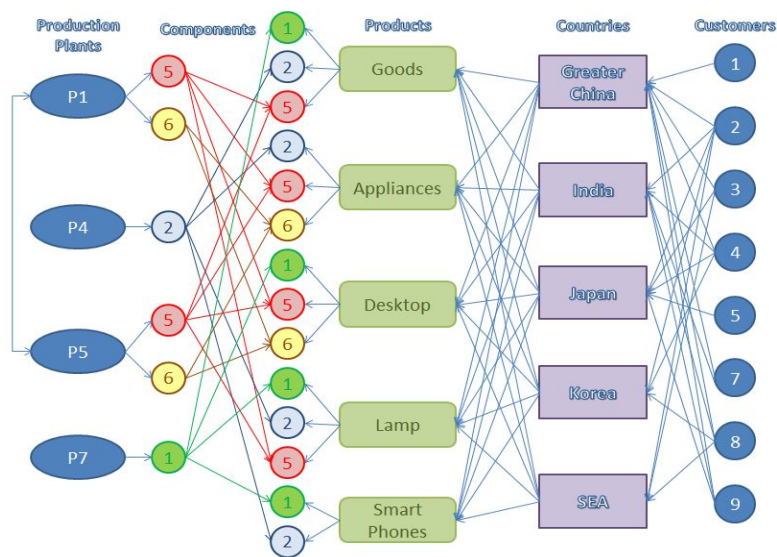 Production
Plants
Components
Products
Countries
Customers
P1
P4
P5
P7
5
6
2
5
6
1
1
2
5
2
5
6
1
5
6
1
2
5
1
2
Goods
Appliances
Desktop
Lamp
Smart
Phones
Greater
China
India
Japan
Korea
SEA
1
2
3
4
5
7
8
9